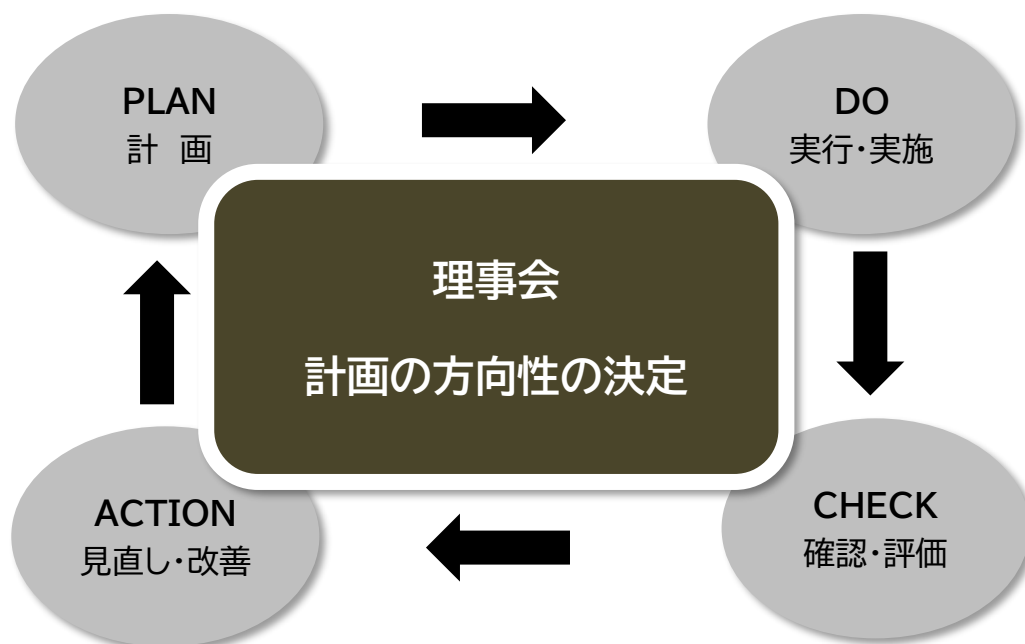 PLAN
計 画
DO
実行・実施
理事会
計画の方向性の決定
ACTION
見直し・改善
CHECK
確認・評価